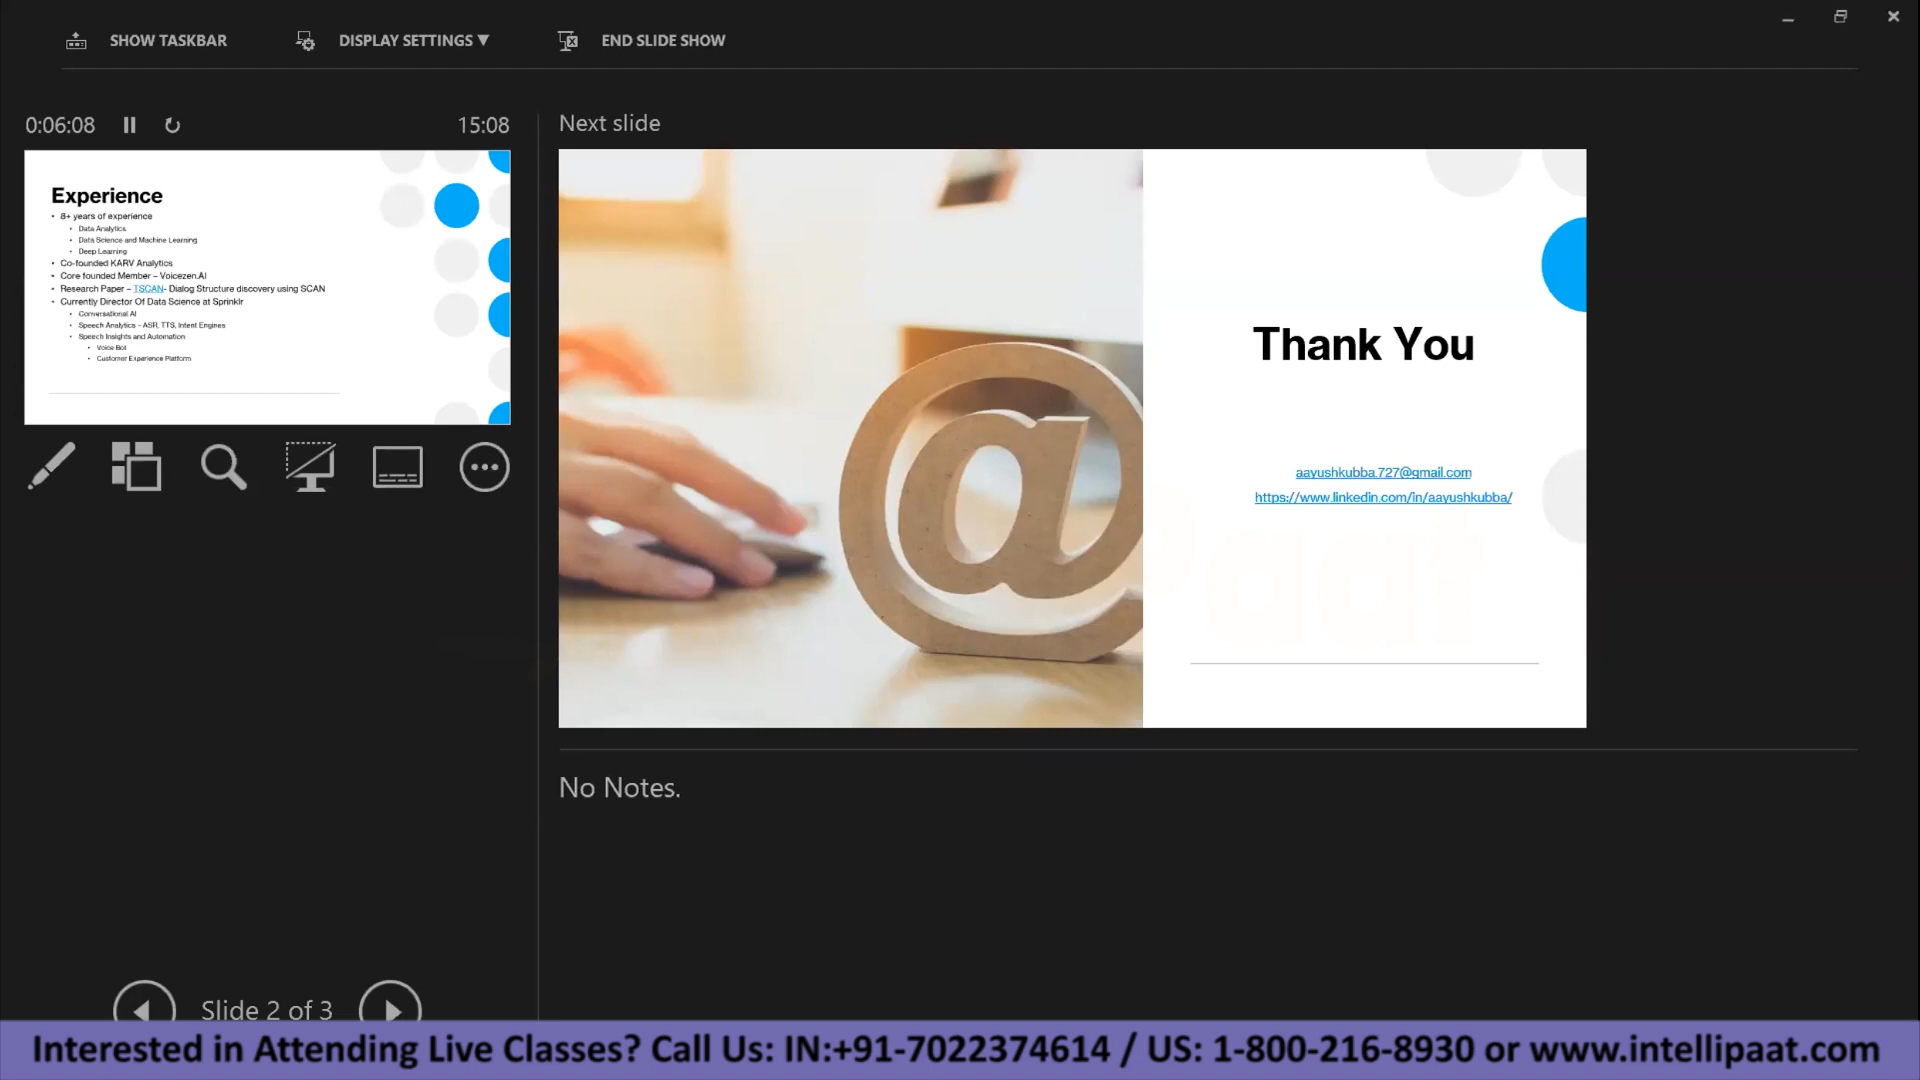 SHOW TASKBAR
DISPLAY SETTINGS ▼
END SLIDE SHOW
0:06:08
15:08
Experience
• 8+ years of experience
• Data Analytics
• Data Science and Machine Learning
• Deep Learning
• Co-founded KARV Analytics
• Core founded Member – Voicezen.AI
• Research Paper – TSCAN- Dialog Structure discovery using SCAN
• Currently Director Of Data Science at Sprinklr
• Conversational AI
• Speech Analytics – ASR, TTS, Intent Engines
• Speech Insights and Automation
• Voice Bot
• Customer Experience Platform
Slide 2 of 3
Next slide
@
Thank You
aayushkubba.727@gmail.com
https://www.linkedin.com/in/aayushkubba/
No Notes.
Interested in Attending Live Classes? Call Us: IN:+91-7022374614 / US: 1-800-216-8930 or www.intellipaat.com